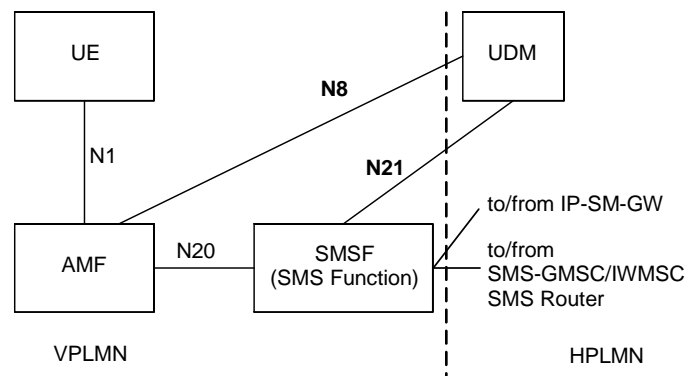 UE
UDM
N8
N1
N21
to/from IP-SM-GW
AMF
N20
SMSF
(SMS Function)
to/from
SMS-GMSC/IWMSC
SMS Router
VPLMN
HPLMN